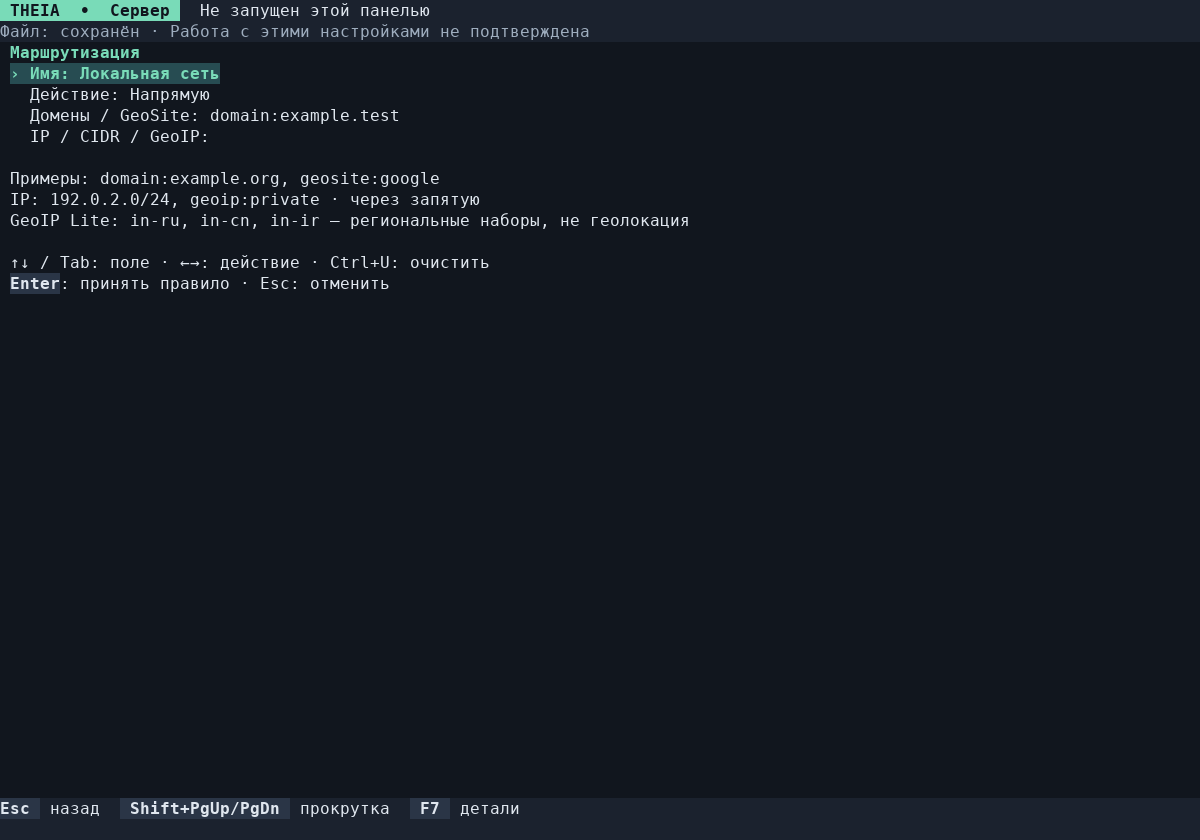 THEIA • Сервер Не запущен этой панелью
Файл: сохранён · Работа с этими настройками не подтверждена
Маршрутизация
› Имя: Локальная сеть
Действие: Напрямую
Домены / GeoSite: domain:example.test
IP / CIDR / GeoIP:
Примеры: domain:example.org, geosite:google
IP: 192.0.2.0/24, geoip:private · через запятую
GeoIP Lite: in-ru, in-cn, in-ir — региональные наборы, не геолокация
↑↓ / Tab: поле · ←→: действие · Ctrl+U: очистить
Enter: принять правило · Esc: отменить
Esc назад Shift+PgUp/PgDn прокрутка F7 детали